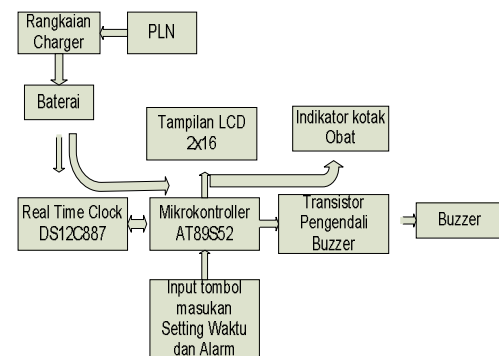 Rangkaian
Charger
PLN
Baterai
Tampilan LCD
2x16
Indikator kotak
Obat
Real Time Clock
DS12C887
Mikrokontroller
AT89S52
Transistor
Pengendali
Buzzer
Buzzer
Input tombol
masukan
Setting Waktu
dan Alarm